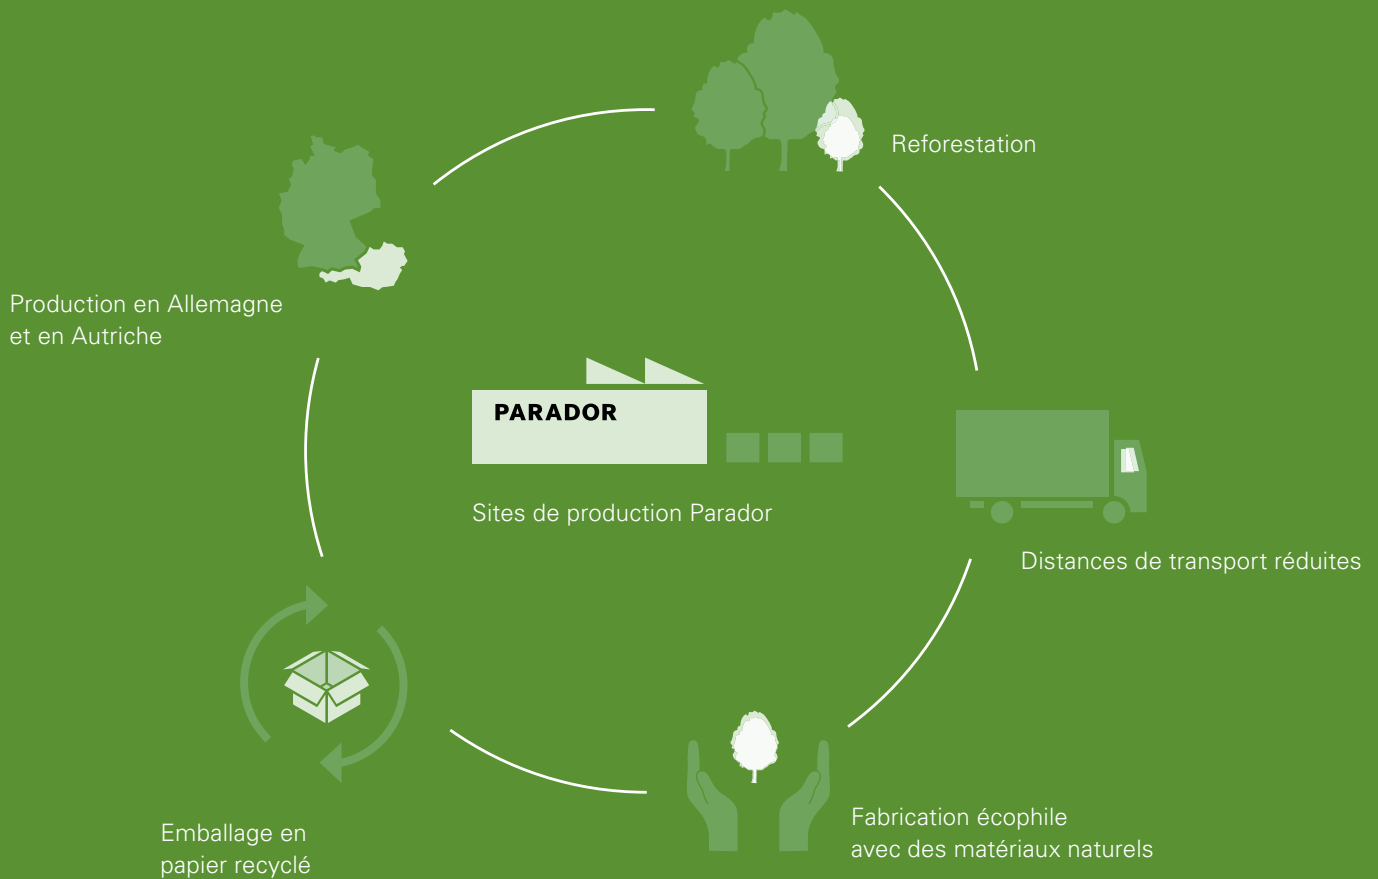 Reforestation
Production en Allemagne
et en Autriche
PARADOR
Sites de production Parador
Distances de transport réduites
Fabrication écophile
avec des matériaux naturels
Emballage en
papier recyclé